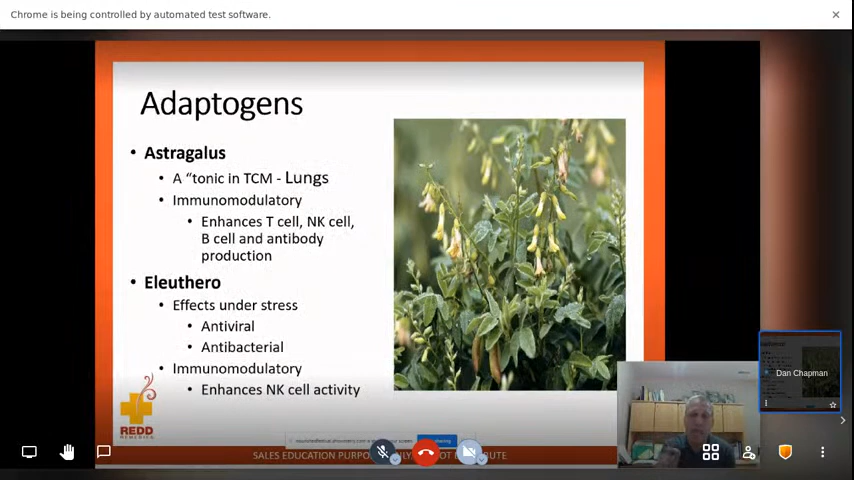 Chrome is being controlled by automated test software.
Adaptogens
• Astragalus
• A “tonic in TCM - Lungs
• Immunomodulatory
• Enhances T cell, NK cell,
B cell and antibody
production
• Eleuthero
• Effects under stress
• Antiviral
• Antibacterial
• Immunomodulatory
• Enhances NK cell activity
Dan Chapman
REDD
REMEDIES
SALES EDUCATION